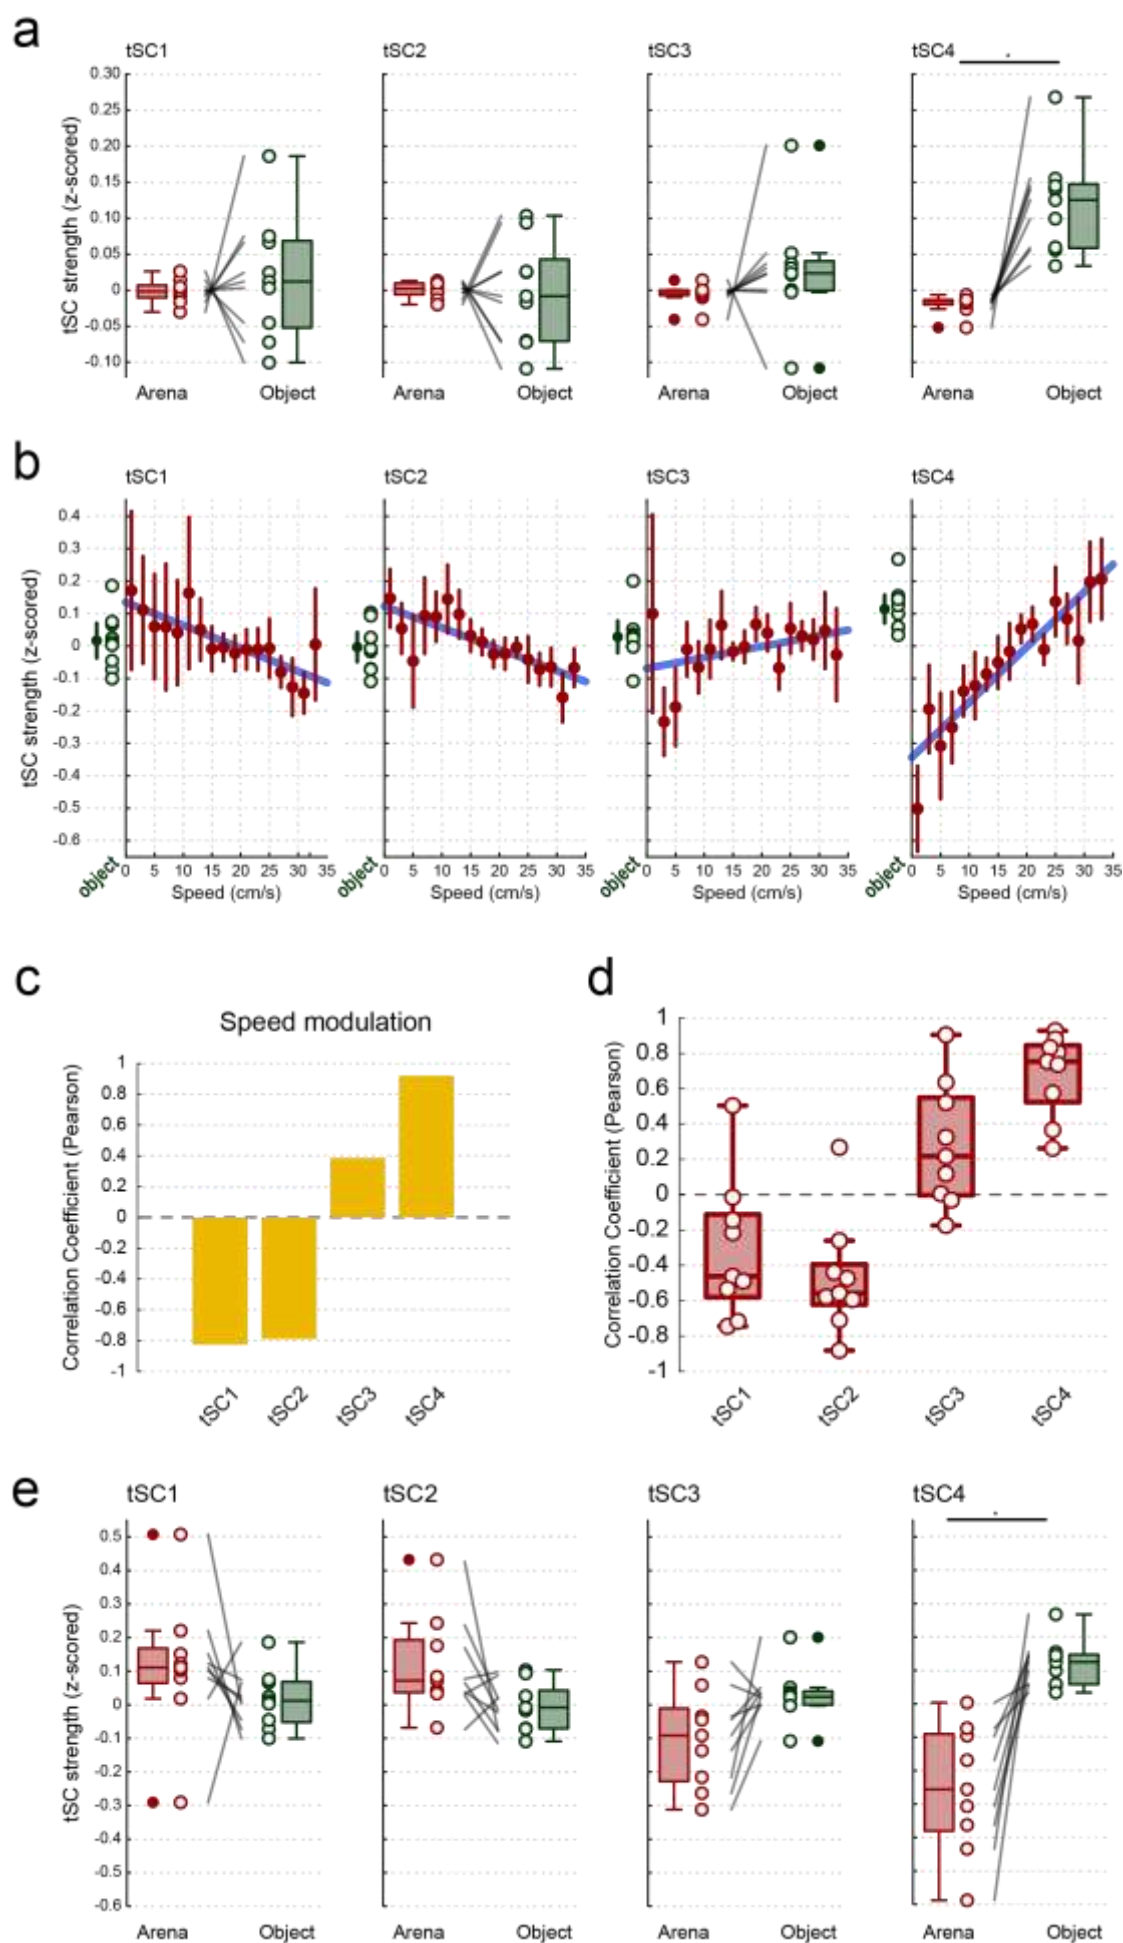 a
tSC1 tSC2 tSC3 tSC4
0.30
0.25
0.20
0.15
0.10
0.05
0
-0.05
-0.10
tSC strength (z-scored)
Arena Object Arena Object Arena Object Arena Object
b
tSC1 tSC2 tSC3 tSC4
0.4
0.3
0.2
0.1
0
-0.1
-0.2
-0.3
-0.4
-0.5
-0.6
tSC strength (z-scored)
0 5 10 15 20 25 30 35 0 5 10 15 20 25 30 35 0 5 10 15 20 25 30 35 0 5 10 15 20 25 30 35
object object object object
Speed (cm/s) Speed (cm/s) Speed (cm/s) Speed (cm/s)
c
Speed modulation
1
0.8
0.6
0.4
0.2
0
-0.2
-0.4
-0.6
-0.8
-1
Correlation Coefficient (Pearson)
tSC1 tSC2 tSC3 tSC4
d
1
0.8
0.6
0.4
0.2
0
-0.2
-0.4
-0.6
-0.8
-1
Correlation Coefficient (Pearson)
tSC1 tSC2 tSC3 tSC4
e
tSC1 tSC2 tSC3 tSC4
0.5
0.4
0.3
0.2
0.1
0
-0.1
-0.2
-0.3
-0.4
-0.5
-0.6
tSC strength (z-scored)
Arena Object Arena Object Arena Object Arena Object